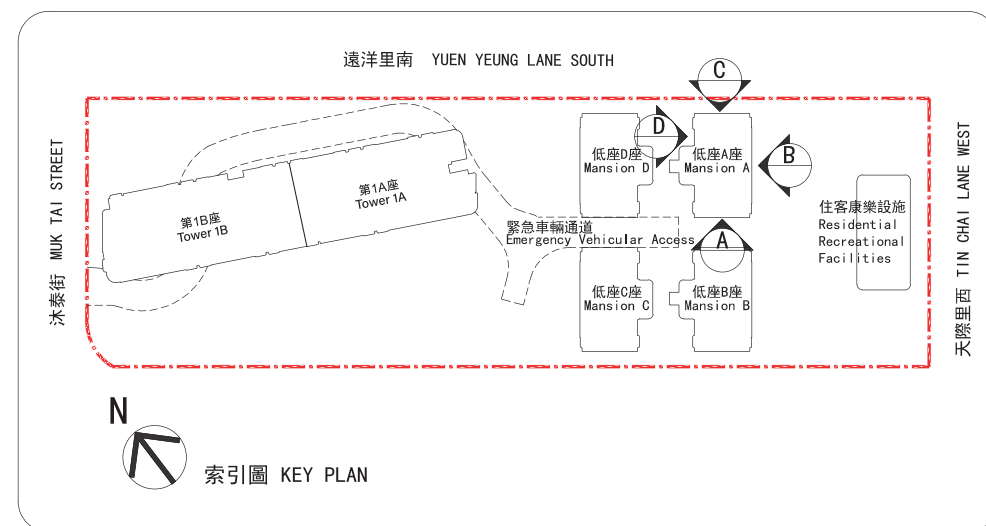 遠洋里南 YUEN YEUNG LANE SOUTH
沐泰街 MUK TAI STREET
天際里西 TIN CHAI LANE WEST
C
D
B
A
低座D座
Mansion D
低座A座
Mansion A
第1A座
Tower 1A
第1B座
Tower 1B
住客康樂設施
Residential
Recreational
Facilities
緊急車輛通道
Emergency Vehicular Access
低座C座
Mansion C
低座B座
Mansion B
N
索引圖 KEY PLAN